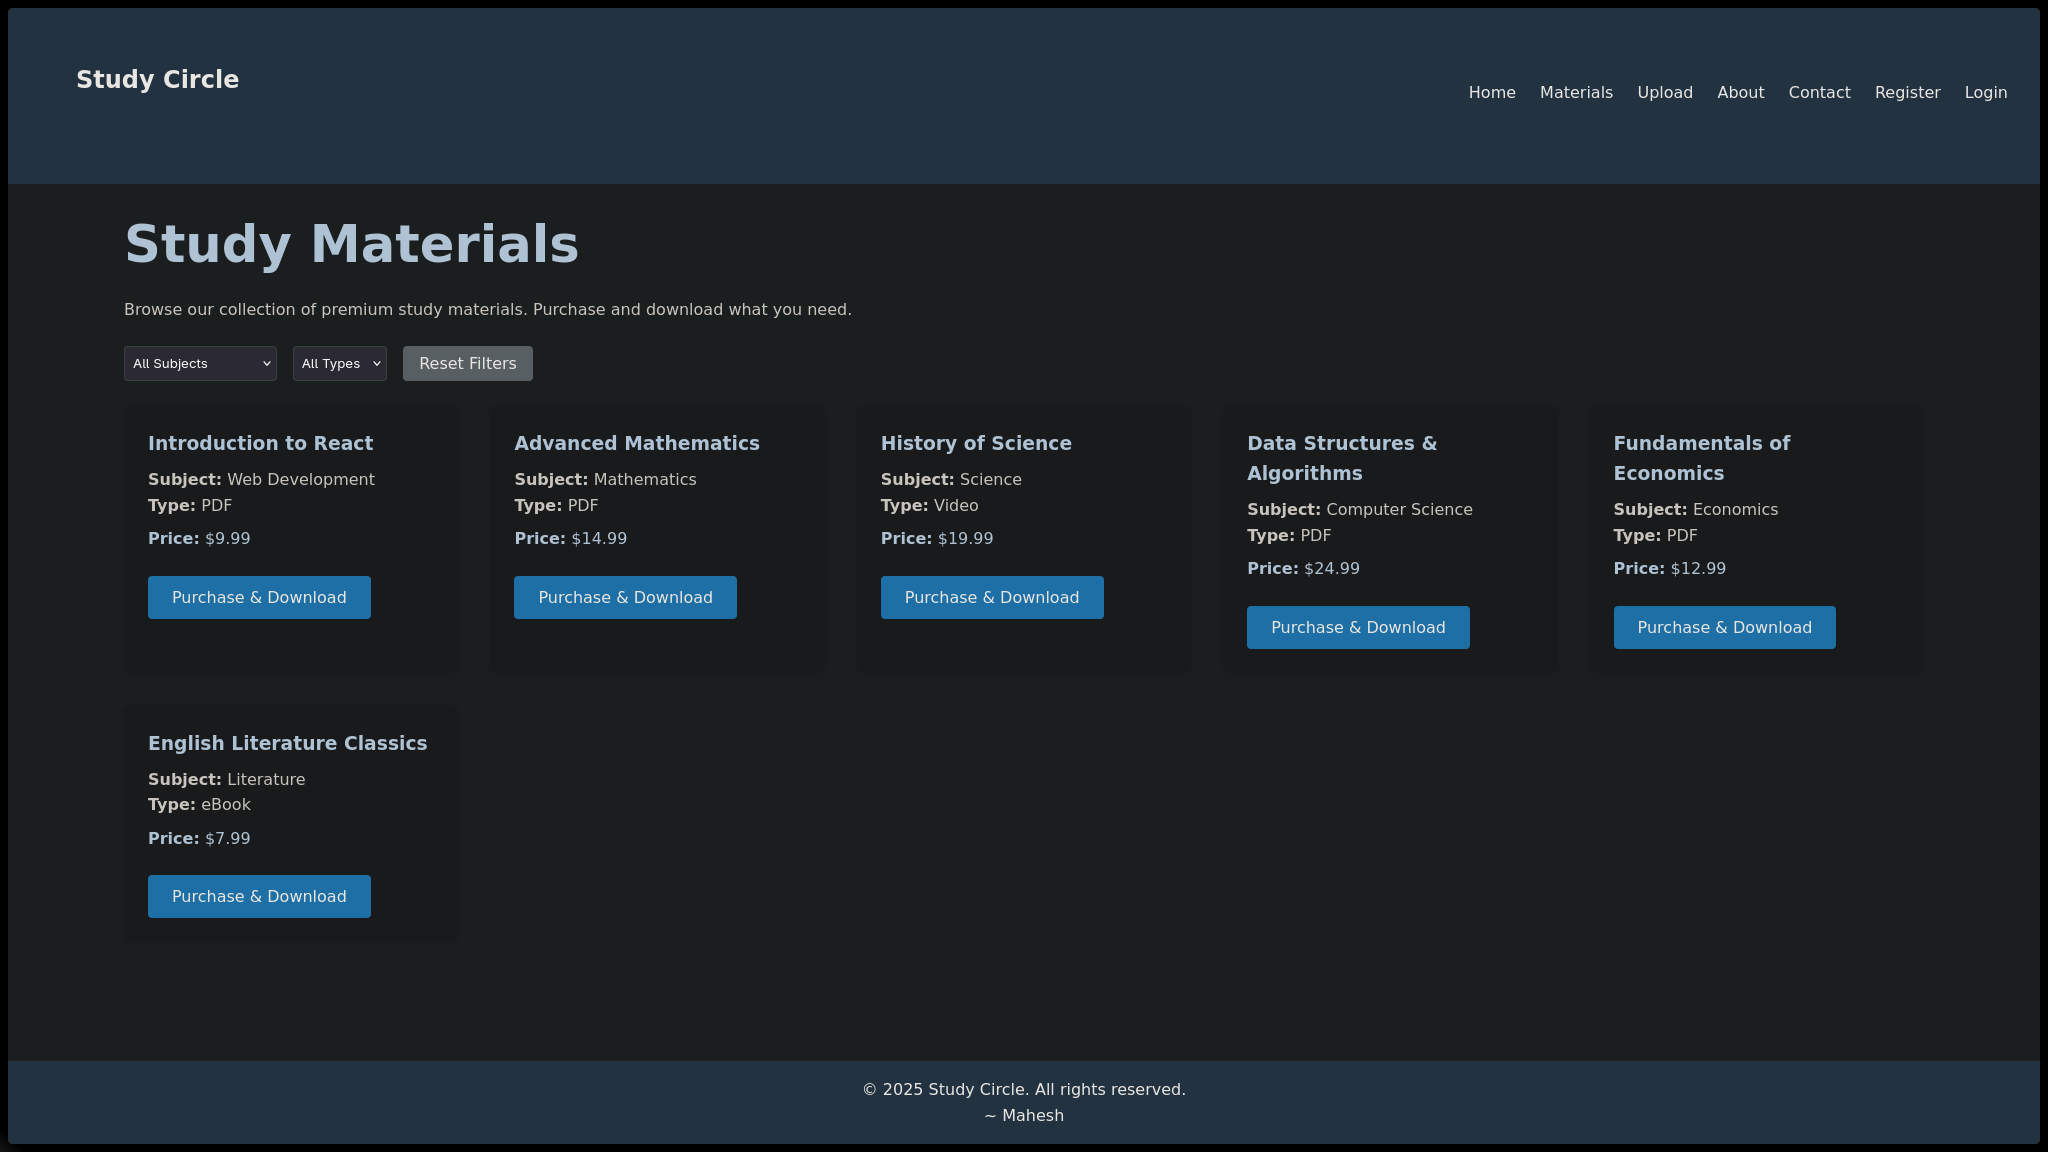 Study Circle
Home Materials Upload About Contact Register Login
Study Materials
Browse our collection of premium study materials. Purchase and download what you need.
All Subjects All Types Reset Filters
Introduction to React
Subject: Web Development
Type: PDF
Price: $9.99
Purchase & Download
Advanced Mathematics
Subject: Mathematics
Type: PDF
Price: $14.99
Purchase & Download
History of Science
Subject: Science
Type: Video
Price: $19.99
Purchase & Download
Data Structures &
Algorithms
Subject: Computer Science
Type: PDF
Price: $24.99
Purchase & Download
Fundamentals of
Economics
Subject: Economics
Type: PDF
Price: $12.99
Purchase & Download
English Literature Classics
Subject: Literature
Type: eBook
Price: $7.99
Purchase & Download
© 2025 Study Circle. All rights reserved.
~ Mahesh